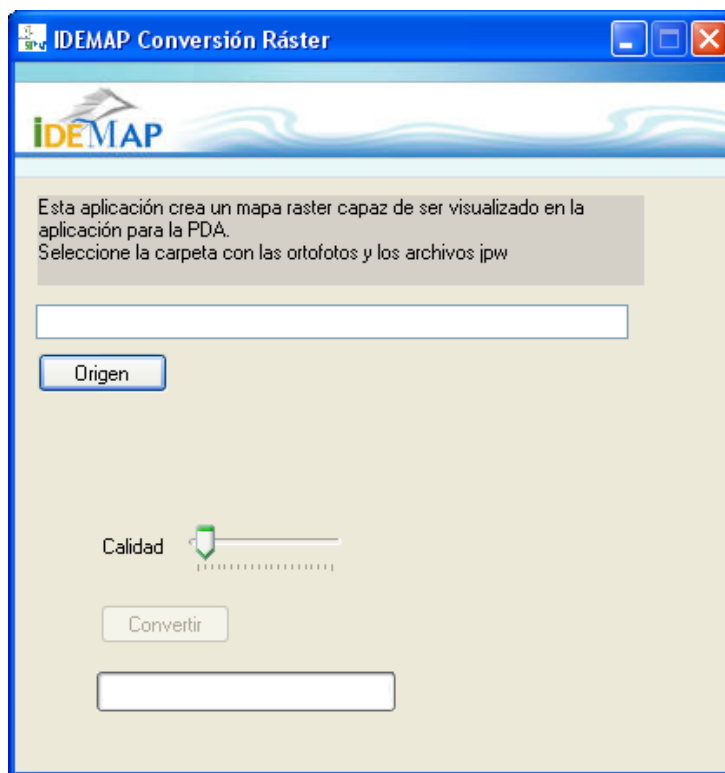 IDEMAP Conversión Ráster
iDEMAP
Esta aplicación crea un mapa raster capaz de ser visualizado en la
aplicación para la PDA.
Seleccione la carpeta con las ortofotos y los archivos jpw
Origen
Calidad
Convertir